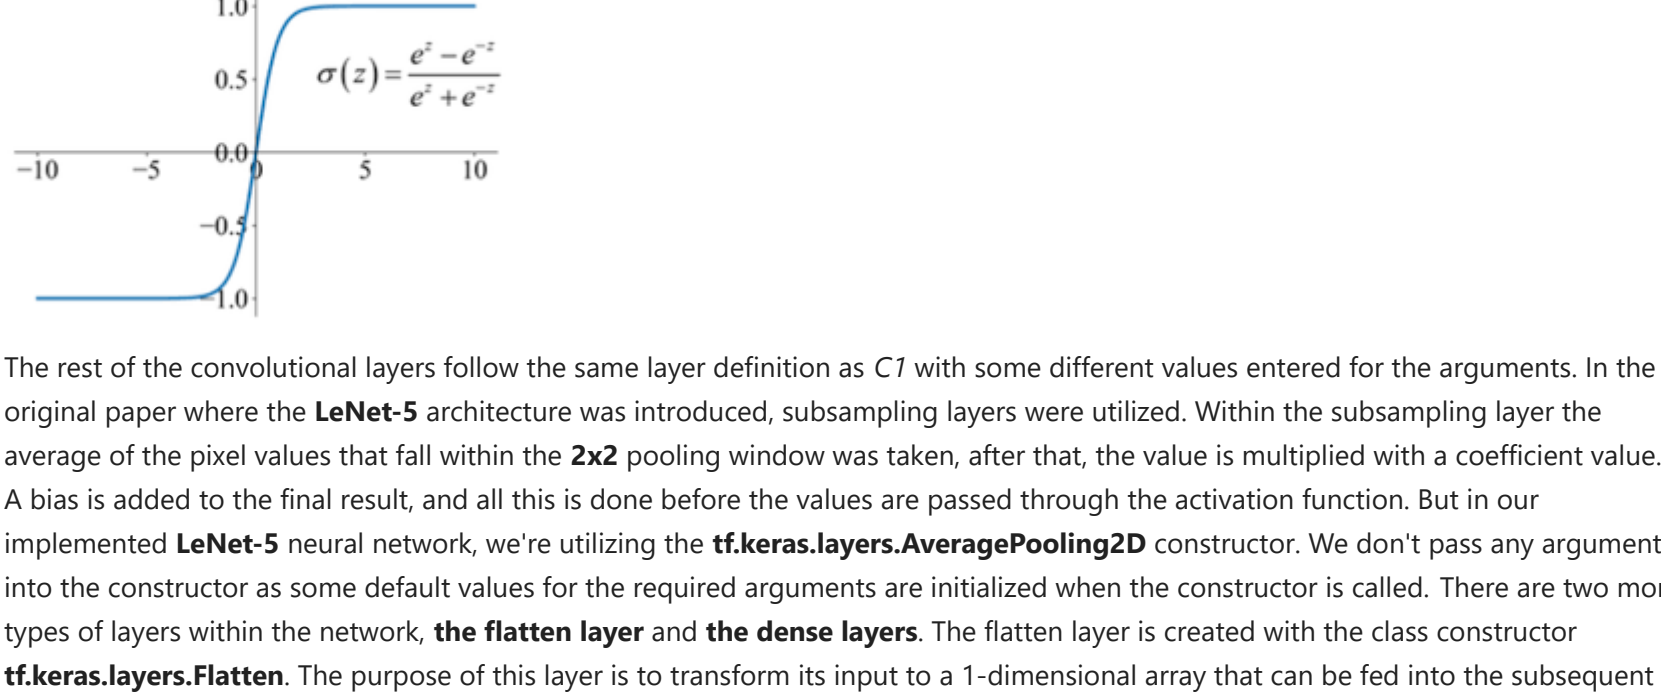 1.0
0.5
σ(z) = (e^z − e^−z) / (e^z + e^−z)
0.0
−10 −5 0 5 10
−0.5
−1.0
The rest of the convolutional layers follow the same layer definition as C1 with some different values entered for the arguments. In the
original paper where the LeNet-5 architecture was introduced, subsampling layers were utilized. Within the subsampling layer the
average of the pixel values that fall within the 2x2 pooling window was taken, after that, the value is multiplied with a coefficient value.
A bias is added to the final result, and all this is done before the values are passed through the activation function. But in our
implemented LeNet-5 neural network, we're utilizing the tf.keras.layers.AveragePooling2D constructor. We don't pass any argument
into the constructor as some default values for the required arguments are initialized when the constructor is called. There are two
types of layers within the network, the flatten layer and the dense layers. The flatten layer is created with the class constructor
tf.keras.layers.Flatten. The purpose of this layer is to transform its input to a 1-dimensional array that can be fed into the subsequent